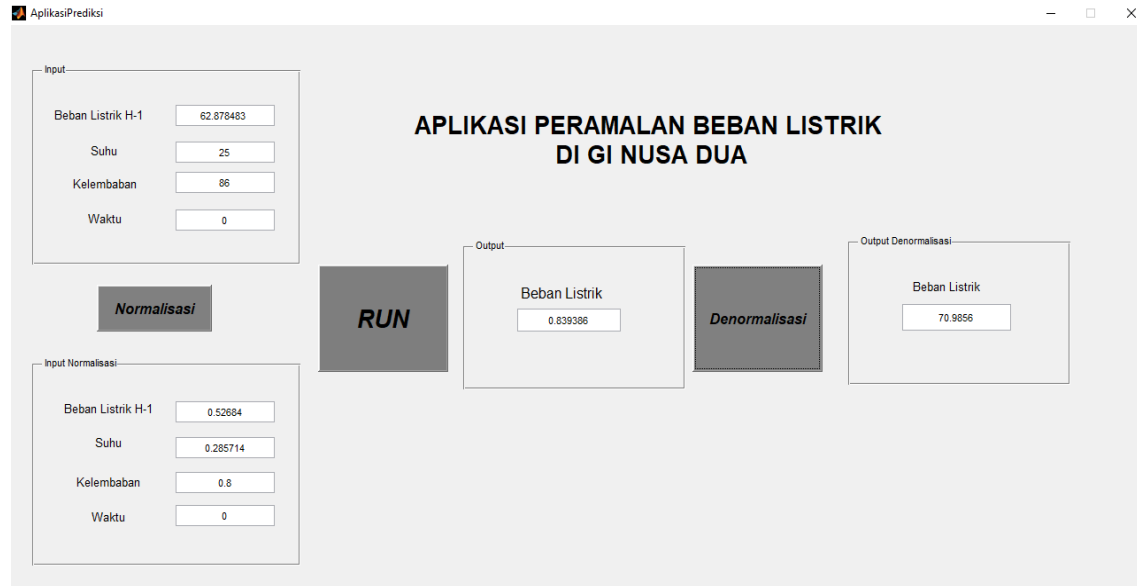 AplikasiPrediksi
Input
Beban Listrik H-1 62.878483
Suhu 25
Kelembaban 86
Waktu 0
Normalisasi
Input Normalisasi
Beban Listrik H-1 0.52684
Suhu 0.285714
Kelembaban 0.8
Waktu 0
APLIKASI PERAMALAN BEBAN LISTRIK
DI GI NUSA DUA
RUN
Output
Beban Listrik
0.839386
Denormalisasi
Output Denormalisasi
Beban Listrik
70.9856